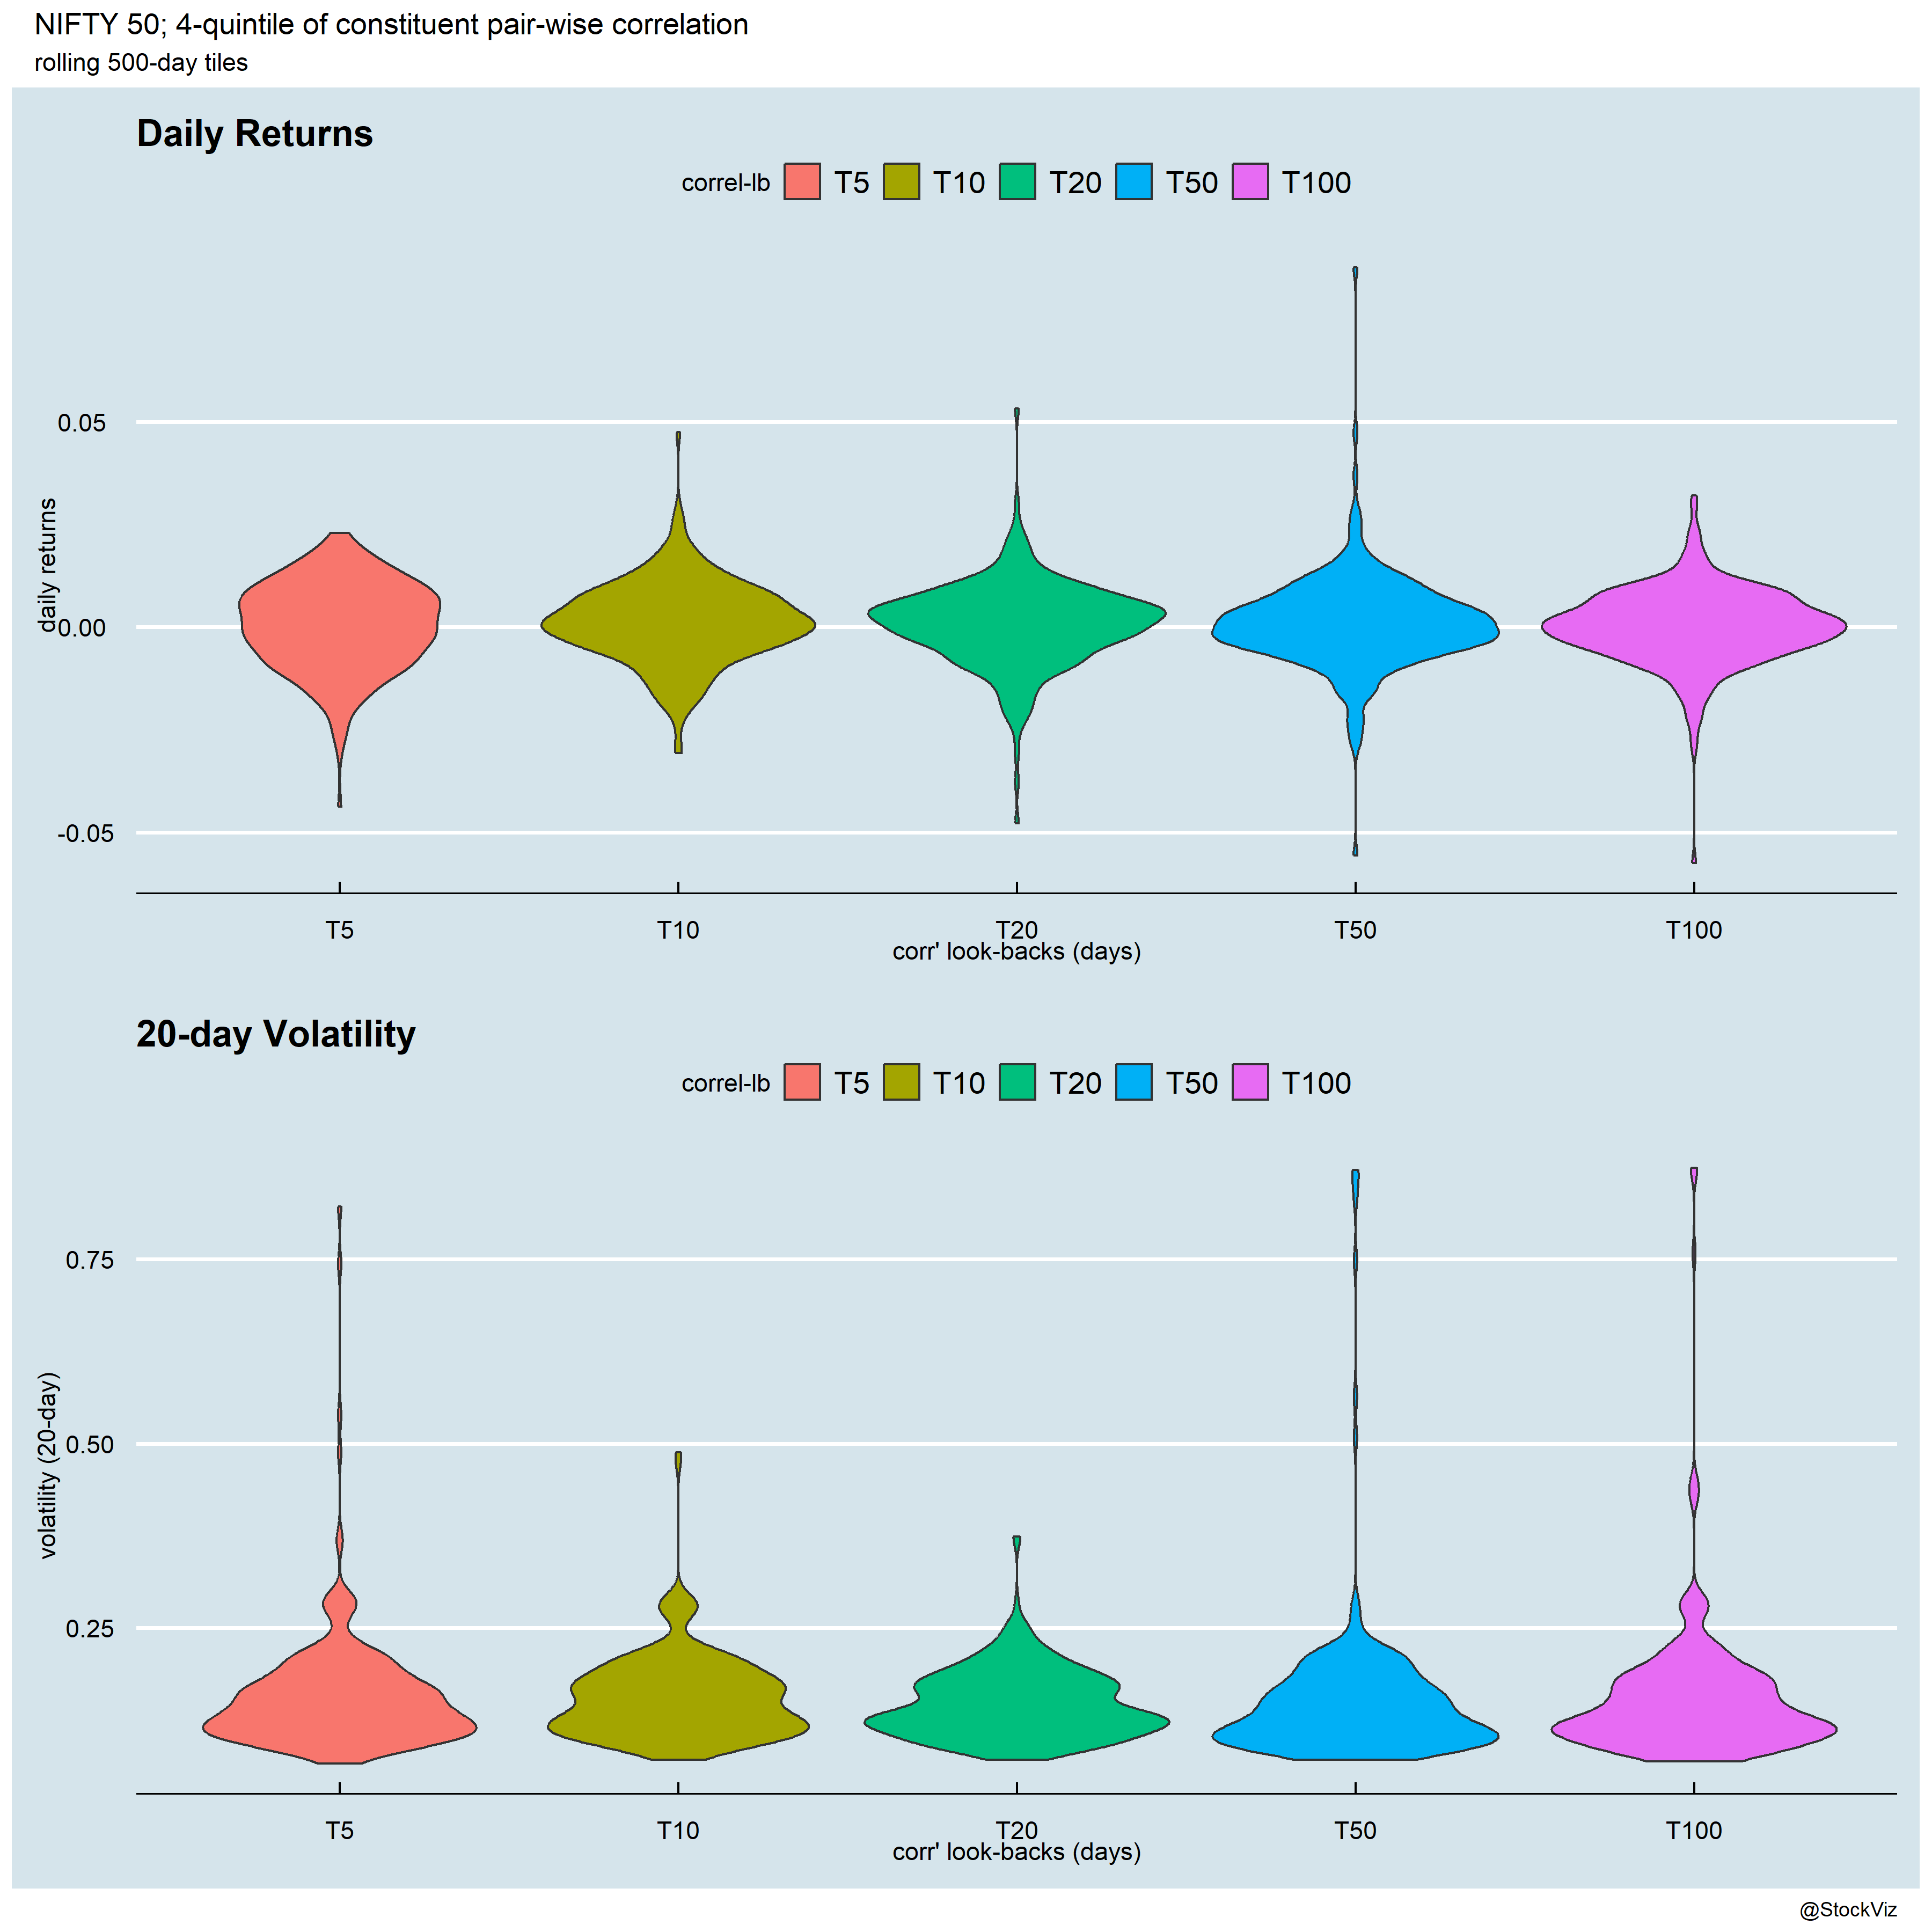 NIFTY 50; 4-quintile of constituent pair-wise correlation
rolling 500-day tiles
Daily Returns
correl-lb T5 T10 T20 T50 T100
daily returns
0.05
0.00
-0.05
T5 T10 T20 T50 T100
corr' look-backs (days)
20-day Volatility
correl-lb T5 T10 T20 T50 T100
volatility (20-day)
0.75
0.50
0.25
T5 T10 T20 T50 T100
corr' look-backs (days)
@StockViz